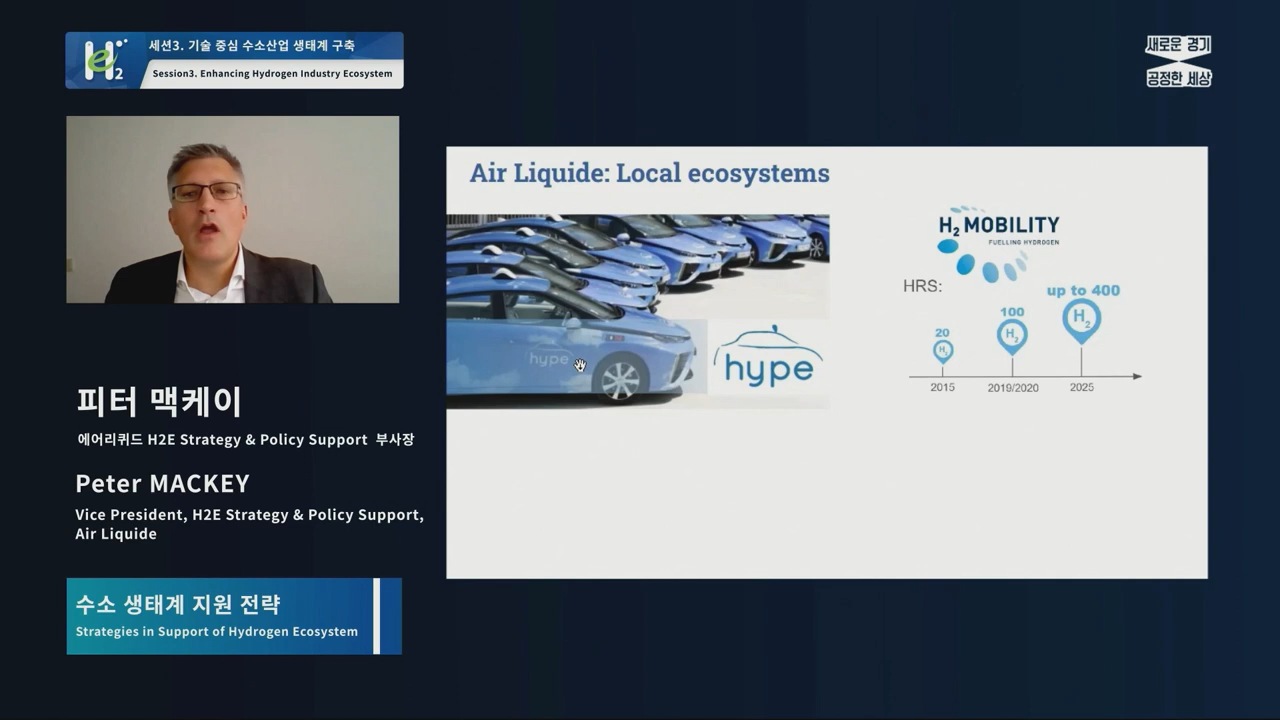 H2
세션3. 기술 중심 수소산업 생태계 구축
Session3. Enhancing Hydrogen Industry Ecosystem
새로운 경기
공정한 세상
피터 맥케이
에어리퀴드 H2E Strategy & Policy Support 부사장
Peter MACKEY
Vice President, H2E Strategy & Policy Support,
Air Liquide
수소 생태계 지원 전략
Strategies in Support of Hydrogen Ecosystem
Air Liquide: Local ecosystems
hype
hype
H2 MOBILITY
FUELLING HYDROGEN
HRS:
20
100
up to 400
H2
H2
H2
2015
2019/2020
2025